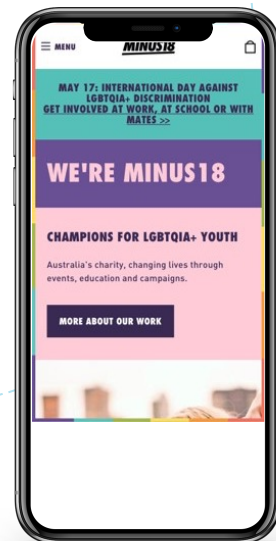 MENU
MINUS18
MAY 17: INTERNATIONAL DAY AGAINST
LGBTQIA+ DISCRIMINATION
GET INVOLVED AT WORK, AT SCHOOL OR WITH
MATES >>
WE'RE MINUS18
CHAMPIONS FOR LGBTQIA+ YOUTH
Australia's charity, changing lives through
events, education and campaigns.
MORE ABOUT OUR WORK